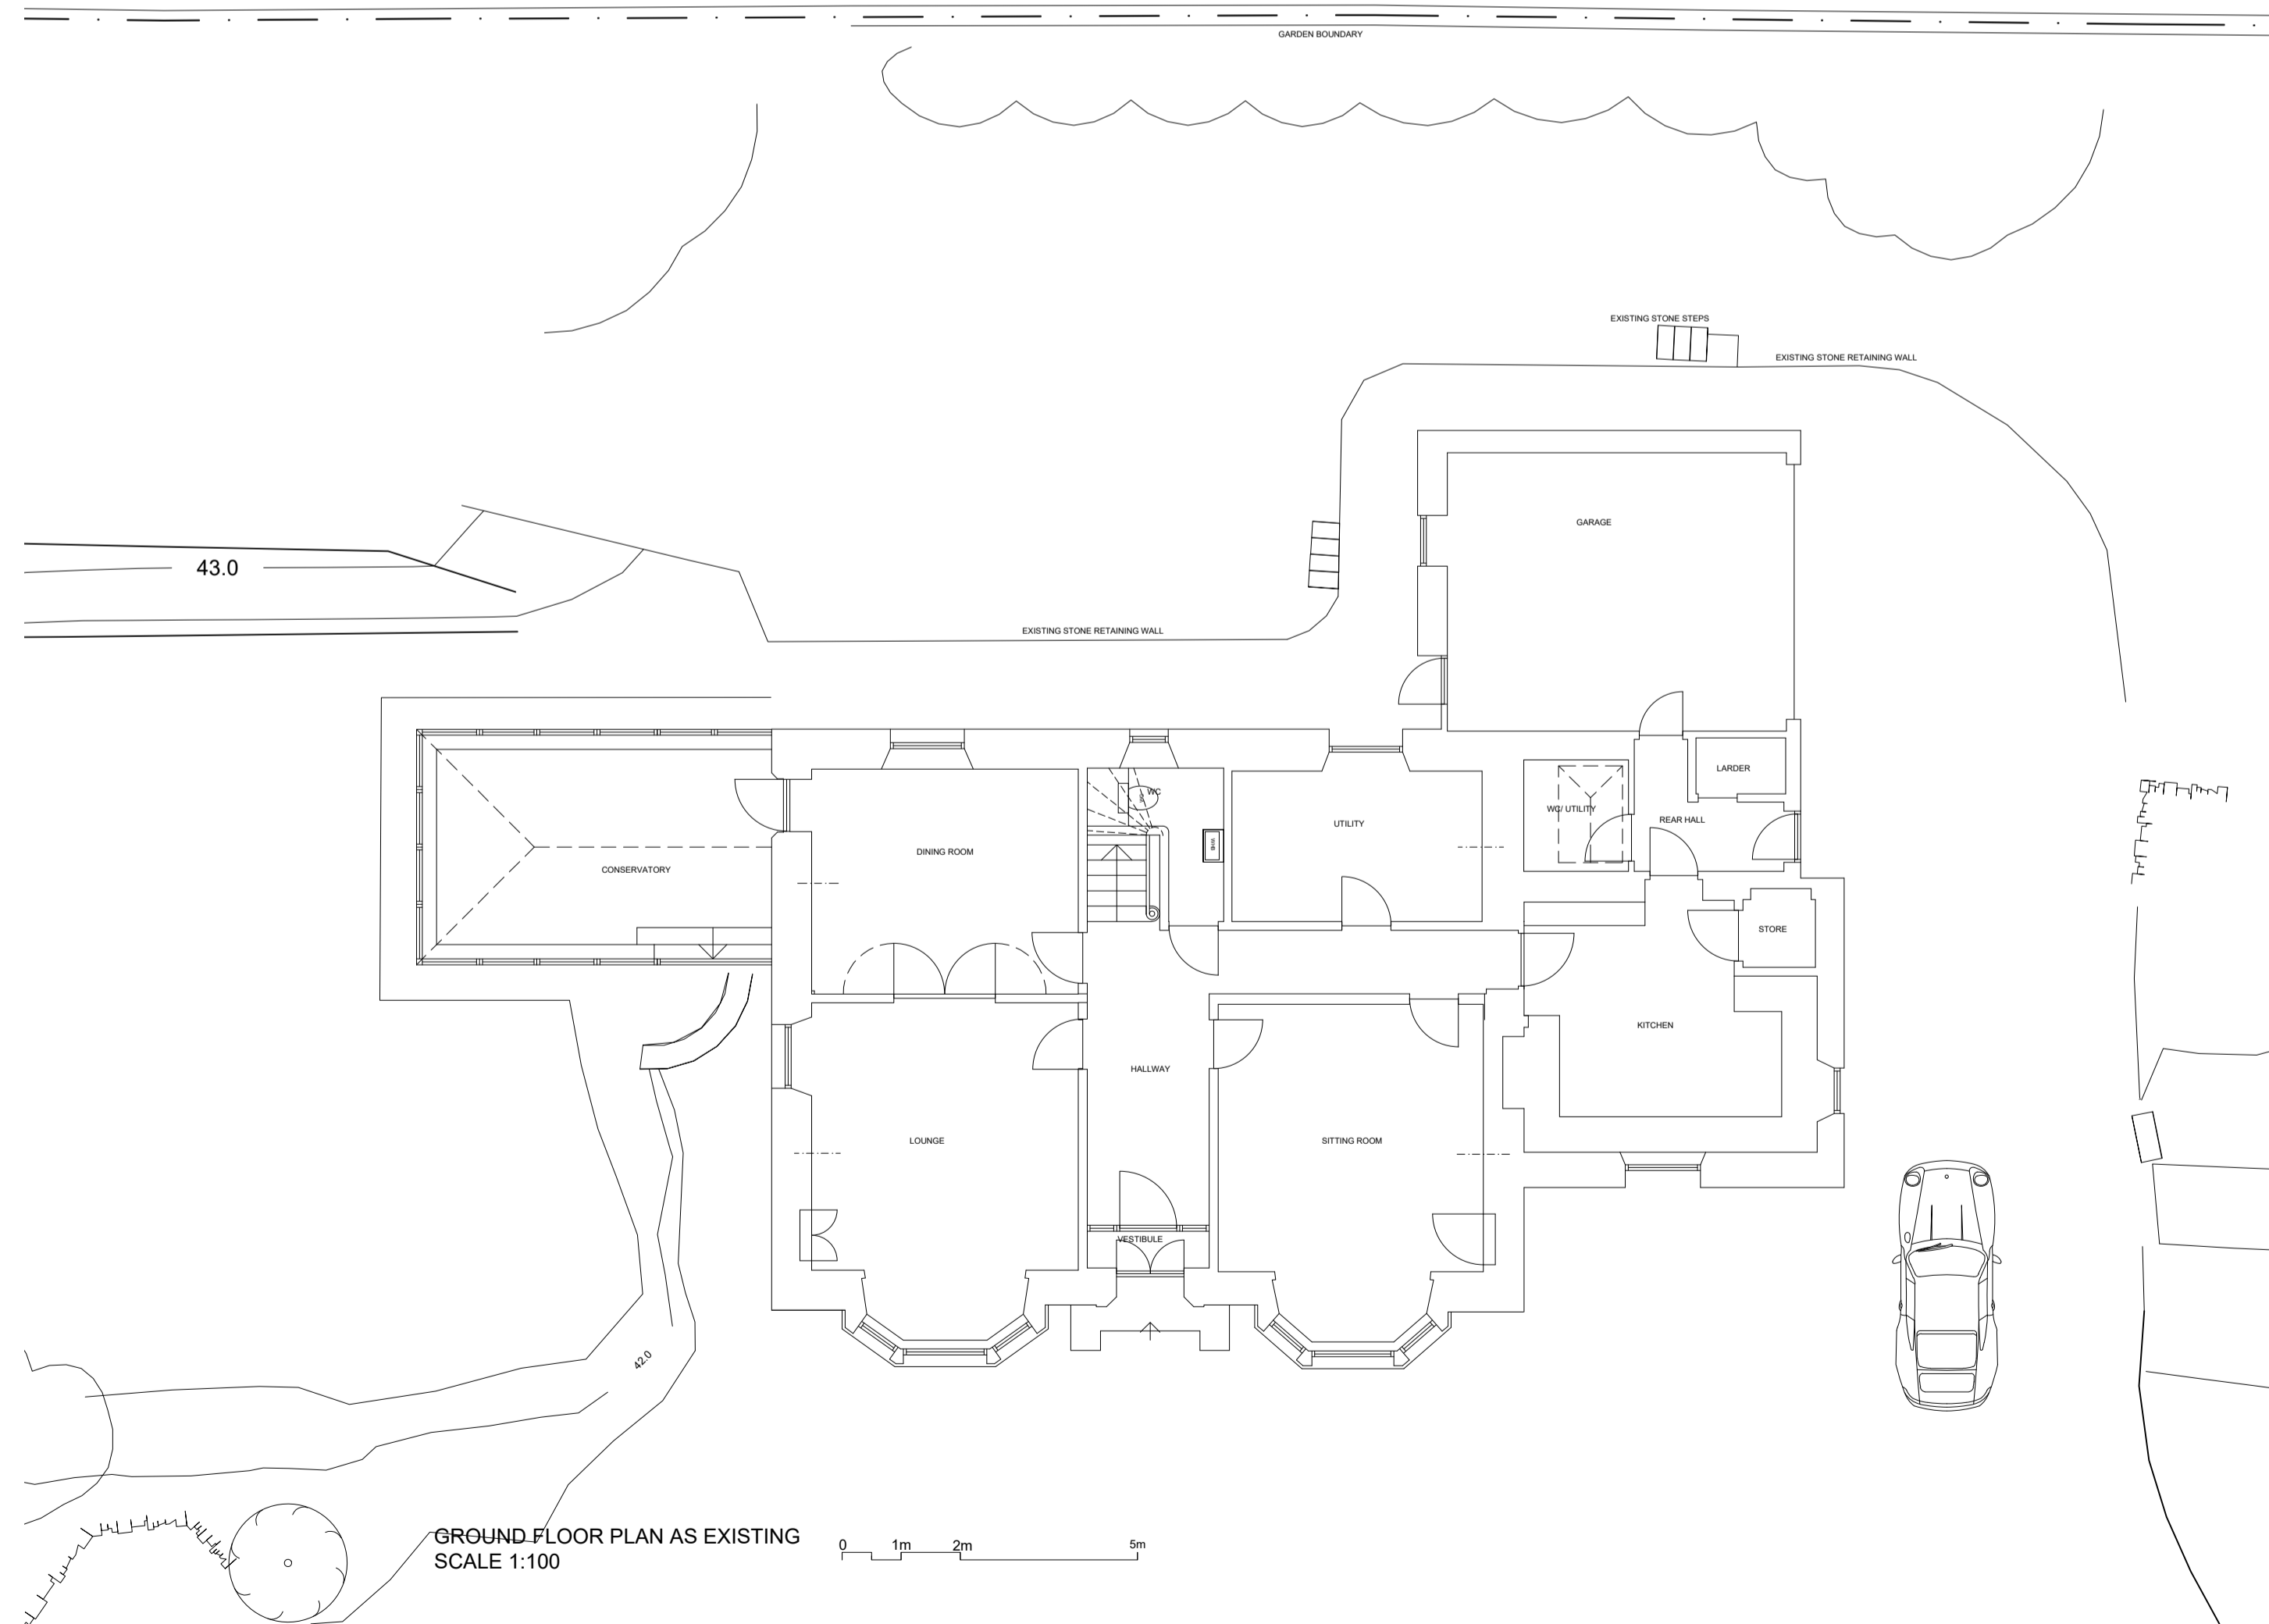 GARDEN BOUNDARY
EXISTING STONE STEPS
EXISTING STONE RETAINING WALL
GARAGE
43.0
EXISTING STONE RETAINING WALL
LARDER
WC
WC/ UTILITY
REAR HALL
UTILITY
WHB
DINING ROOM
CONSERVATORY
STORE
KITCHEN
HALLWAY
LOUNGE
SITTING ROOM
VESTIBULE
42.0
GROUND FLOOR PLAN AS EXISTING
SCALE 1:100
0 1m 2m 5m